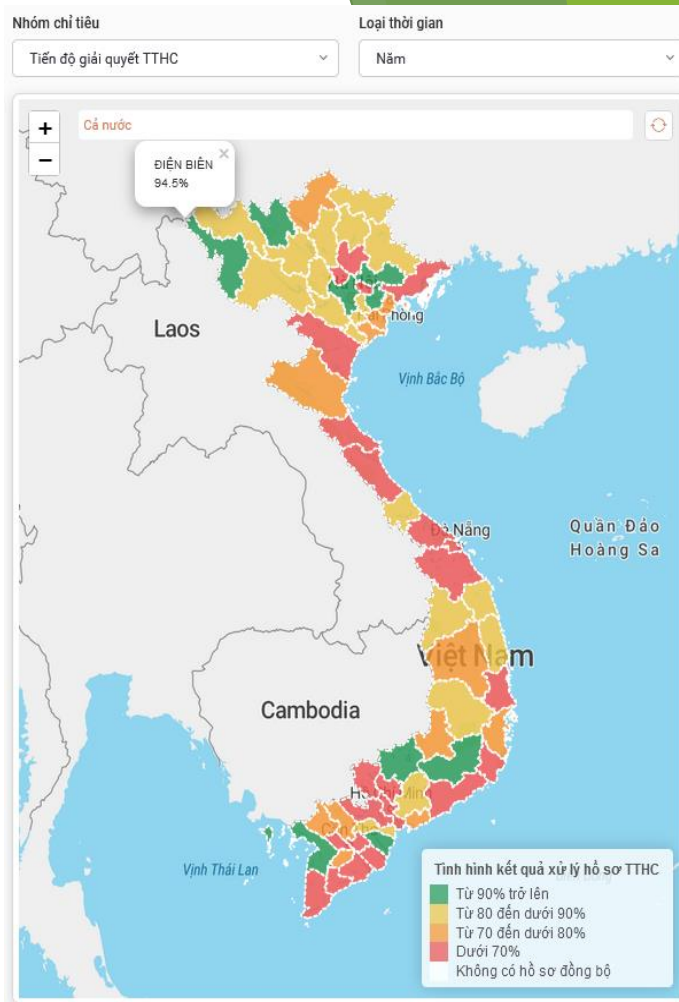 Nhóm chỉ tiêu
Loại thời gian
Tiến độ giải quyết TTHC
Năm
+
−
Cả nước
ĐIỆN BIÊN
94.5%
×
Laos
Vịnh Bắc Bộ
Đà Nẵng
Quần Đảo
Hoàng Sa
Việt Nam
Cambodia
Hồ Chí Minh
Vịnh Thái Lan
Tình hình kết quả xử lý hồ sơ TTHC
Từ 90% trở lên
Từ 80 đến dưới 90%
Từ 70 đến dưới 80%
Dưới 70%
Không có hồ sơ đồng bộ